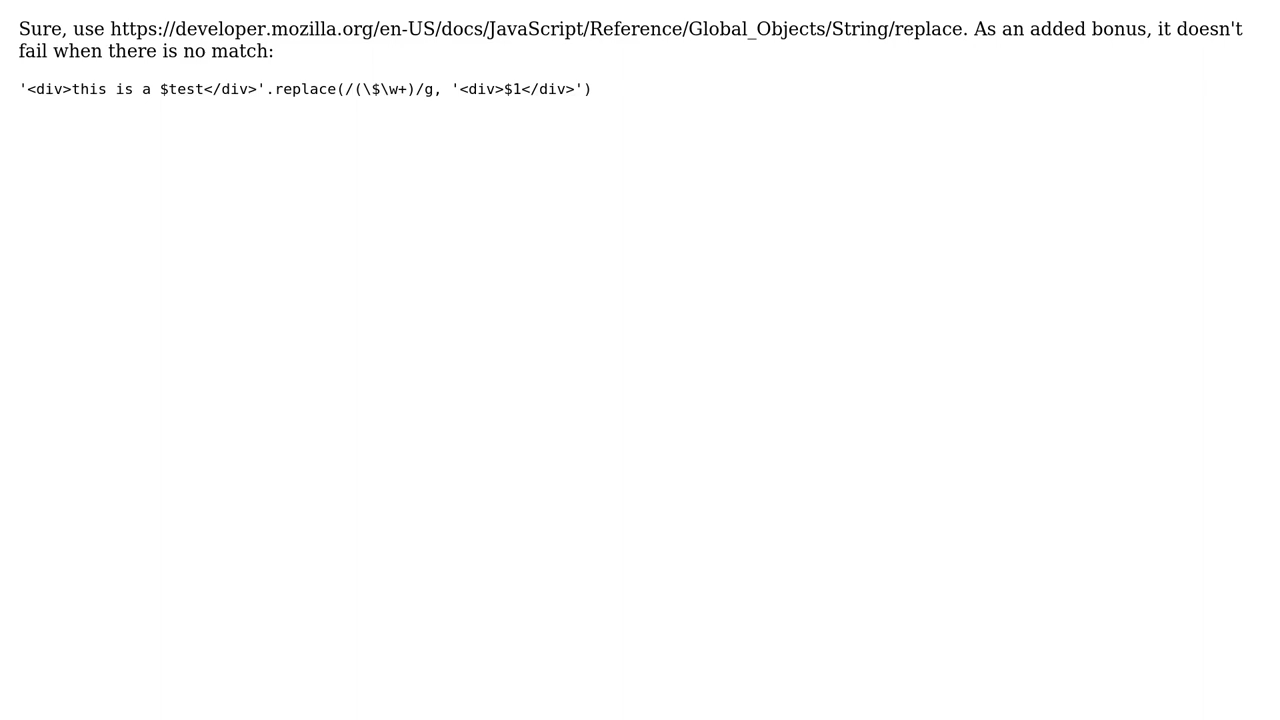 Sure, use https://developer.mozilla.org/en-US/docs/JavaScript/Reference/Global_Objects/String/replace. As an added bonus, it doesn't
fail when there is no match:
'<div>this is a $test</div>'.replace(/(\$\w+)/g, '<div>$1</div>')